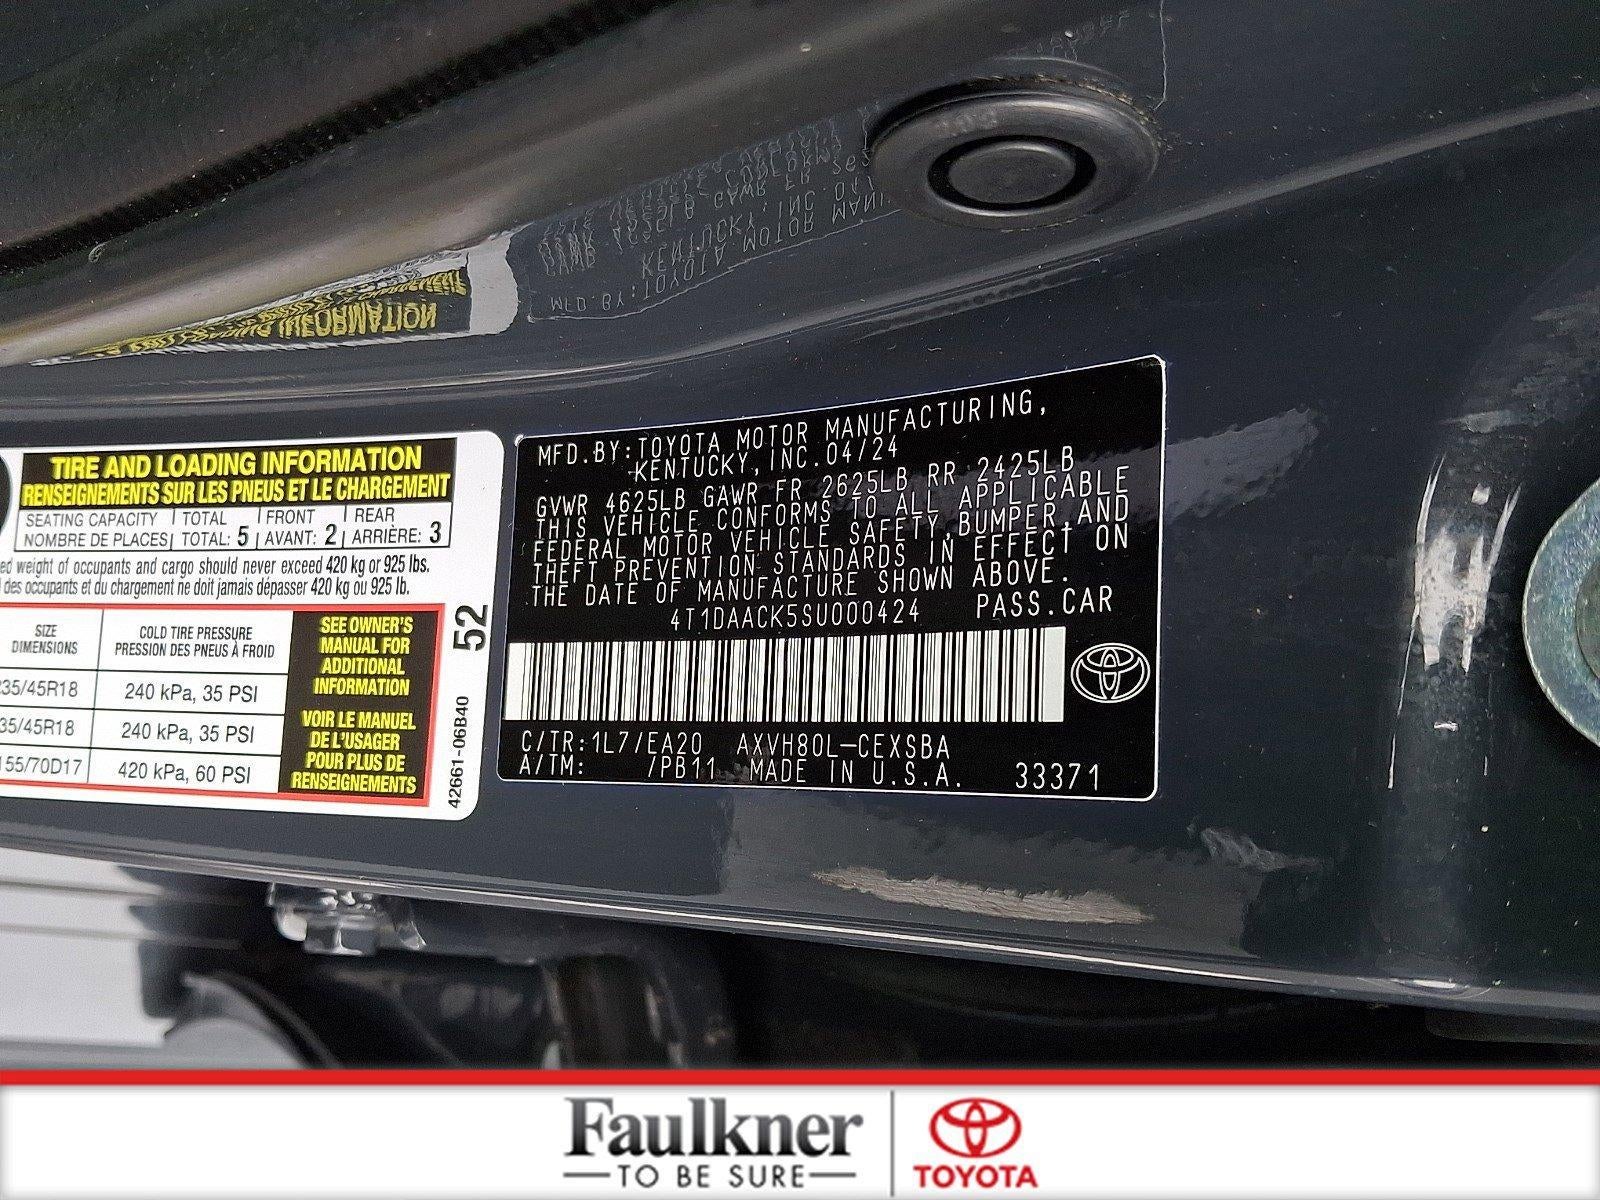 TIRE AND LOADING INFORMATION
RENSEIGNEMENTS SUR LES PNEUS ET LE CHARGEMENT
SEATING CAPACITY TOTAL FRONT REAR
NOMBRE DE PLACES TOTAL: 5 AVANT: 2 ARRIÈRE: 3
weight of occupants and cargo should never exceed 420 kg or 925 lbs.
des occupants et du chargement ne doit jamais dépasser 420 kg ou 925 lb.
SIZE
DIMENSIONS
COLD TIRE PRESSURE
PRESSION DES PNEUS À FROID
35/45R18 240 kPa, 35 PSI
35/45R18 240 kPa, 35 PSI
155/70D17 420 kPa, 60 PSI
SEE OWNER'S
MANUAL FOR
ADDITIONAL
INFORMATION
VOIR LE MANUEL
DE L'USAGER
POUR PLUS DE
RENSEIGNEMENTS
52
42661-06B40
MFD.BY:TOYOTA MOTOR MANUFACTURING,
KENTUCKY, INC.04/24
GVWR 4625LB GAWR FR 2625LB RR 2425LB
THIS VEHICLE CONFORMS TO ALL APPLICABLE
FEDERAL MOTOR VEHICLE SAFETY,BUMPER,AND
THEFT PREVENTION STANDARDS IN EFFECT ON
THE DATE OF MANUFACTURE SHOWN ABOVE.
4T1DAACK5SU000424 PASS.CAR
C/TR:1L7/EA20 AXVH80L-CEXSBA
A/TM: /PB11 MADE IN U.S.A. 33371
Faulkner
TO BE SURE
TOYOTA